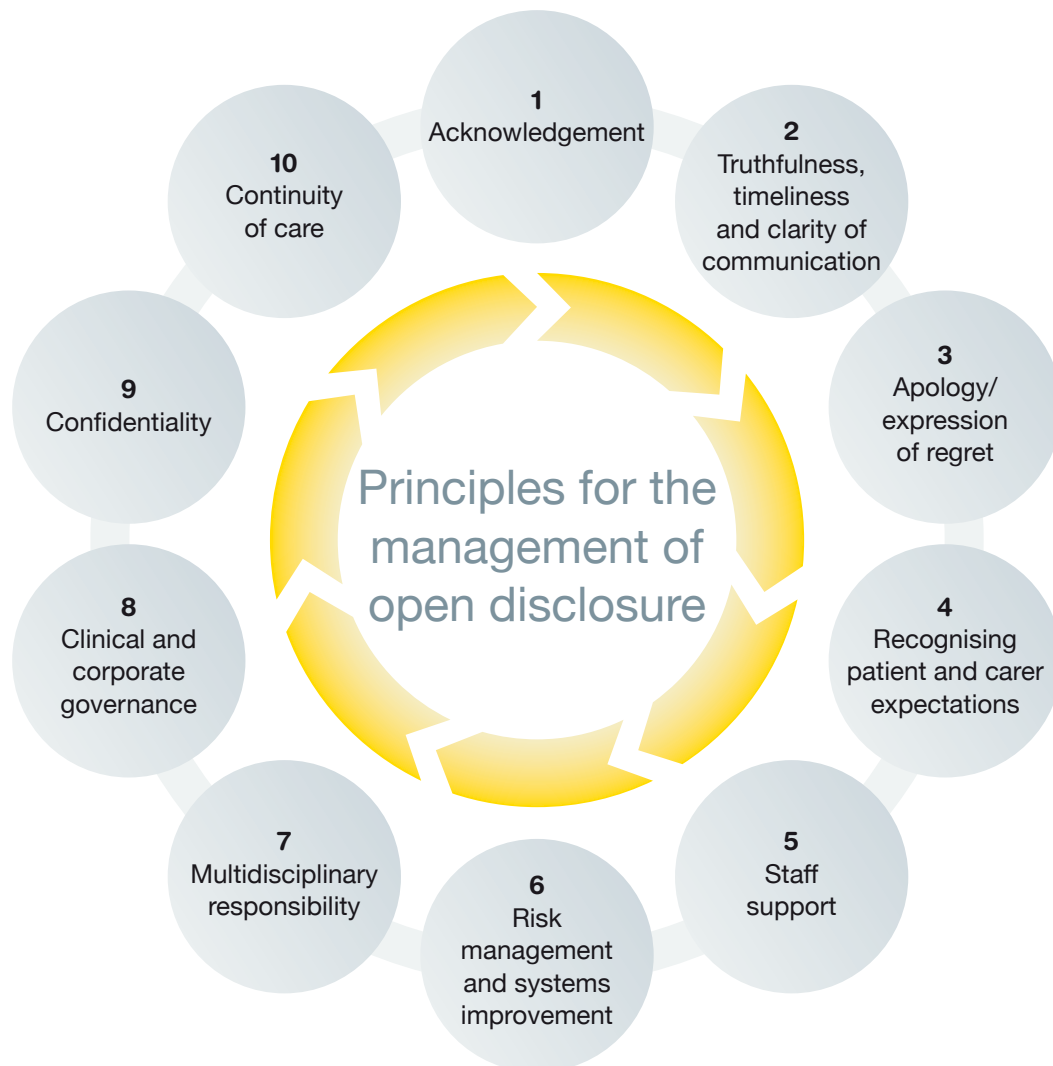 1
Acknowledgement
2
Truthfulness,
timeliness
and clarity of
communication
3
Apology/
expression
of regret
4
Recognising
patient and carer
expectations
5
Staff
support
6
Risk
management
and systems
improvement
7
Multidisciplinary
responsibility
8
Clinical and
corporate
governance
9
Confidentiality
10
Continuity
of care
Principles for the
management of
open disclosure